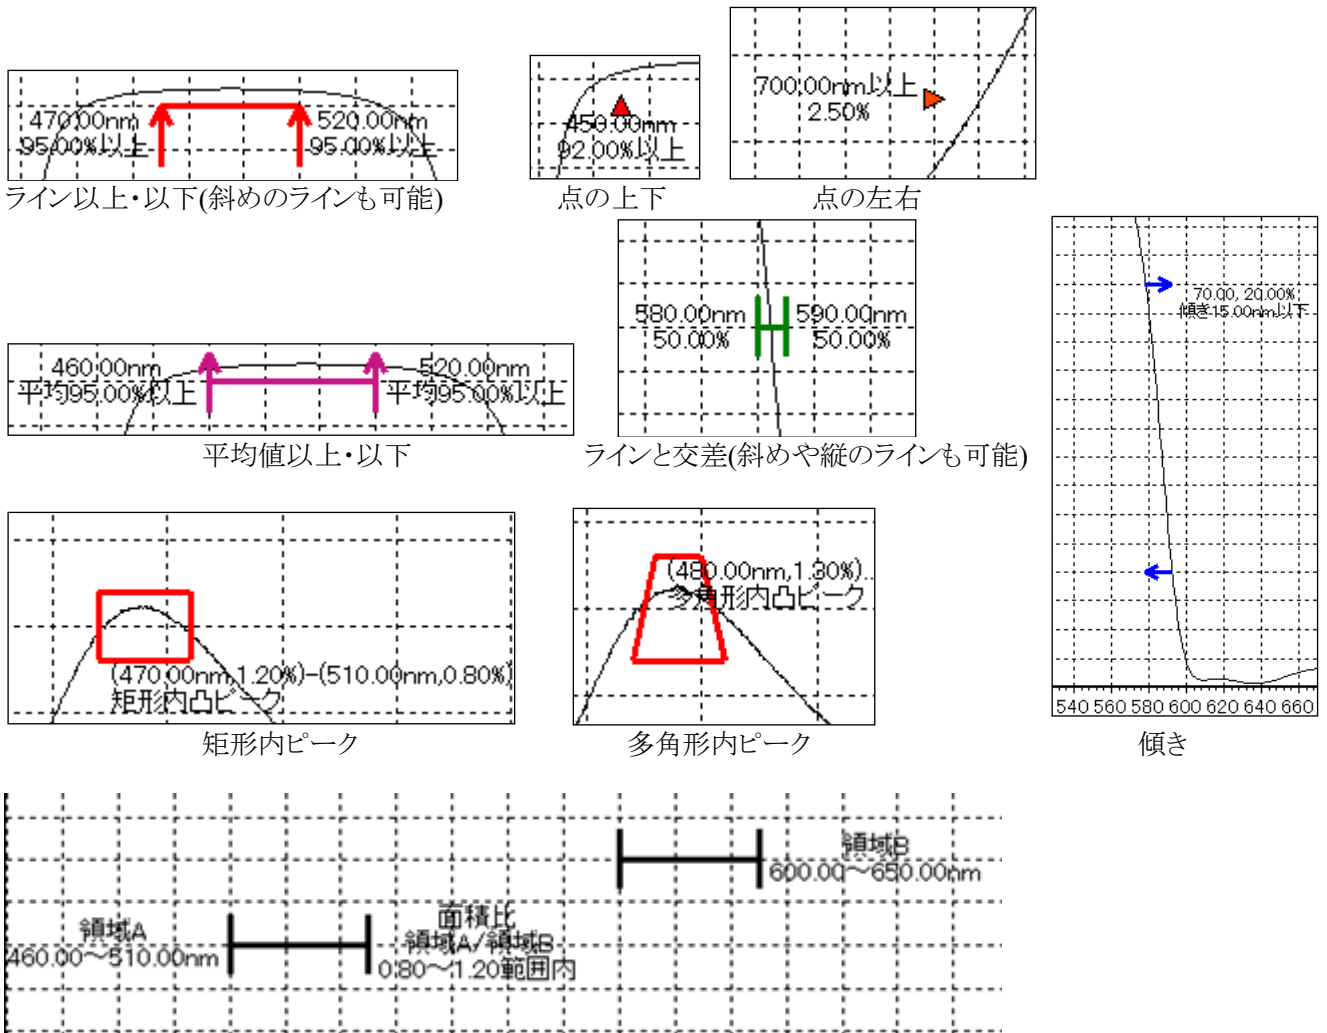 470.00nm
95.00%以上
520.00nm
95.00%以上
ライン以上・以下(斜めのラインも可能)
450.00nm
92.00%以上
点の上下
700.00nm以上
2.50%
点の左右
460.00nm
平均95.00%以上
520.00nm
平均95.00%以上
平均値以上・以下
580.00nm
50.00%
590.00nm
50.00%
ラインと交差(斜めや縦のラインも可能)
70.00, 20.00%
傾き15.00nm以下
540 560 580 600 620 640 660
傾き
(470.00nm,1.20%)-(510.00nm,0.80%)
矩形内凸ピーク
矩形内ピーク
(480.00nm,1.30%)..
多角形内凸ピーク
多角形内ピーク
領域B
600.00～650.00nm
領域A
460.00～510.00nm
面積比
領域A/領域B
0.80～1.20範囲内